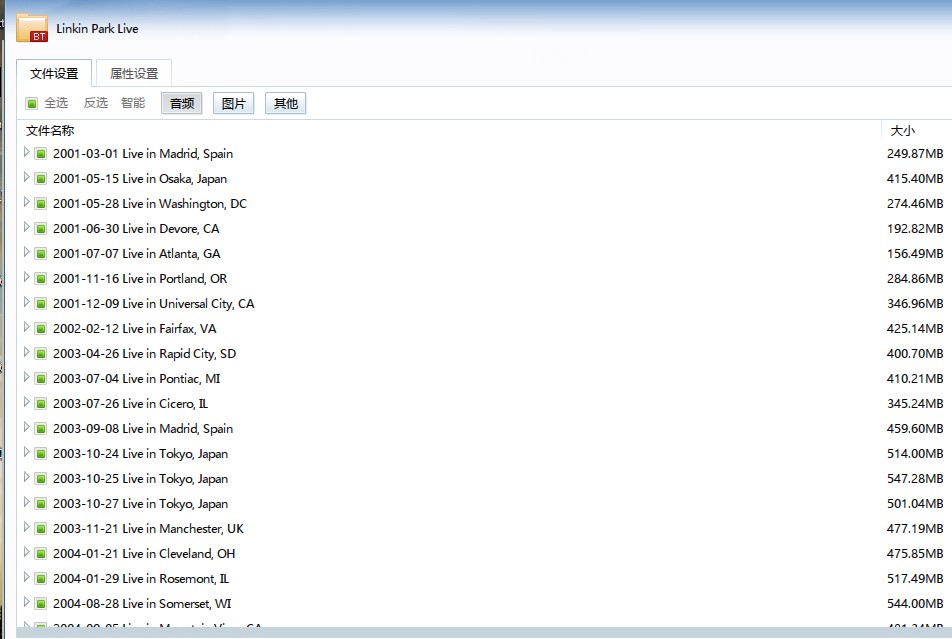 BT
Linkin Park Live
文件设置 属性设置
全选 反选 智能 音频 图片 其他
文件名称 大小
2001-03-01 Live in Madrid, Spain 249.87MB
2001-05-15 Live in Osaka, Japan 415.40MB
2001-05-28 Live in Washington, DC 274.46MB
2001-06-30 Live in Devore, CA 192.82MB
2001-07-07 Live in Atlanta, GA 156.49MB
2001-11-16 Live in Portland, OR 284.86MB
2001-12-09 Live in Universal City, CA 346.96MB
2002-02-12 Live in Fairfax, VA 425.14MB
2003-04-26 Live in Rapid City, SD 400.70MB
2003-07-04 Live in Pontiac, MI 410.21MB
2003-07-26 Live in Cicero, IL 345.24MB
2003-09-08 Live in Madrid, Spain 459.60MB
2003-10-24 Live in Tokyo, Japan 514.00MB
2003-10-25 Live in Tokyo, Japan 547.28MB
2003-10-27 Live in Tokyo, Japan 501.04MB
2003-11-21 Live in Manchester, UK 477.19MB
2004-01-21 Live in Cleveland, OH 475.85MB
2004-01-29 Live in Rosemont, IL 517.49MB
2004-08-28 Live in Somerset, WI 544.00MB